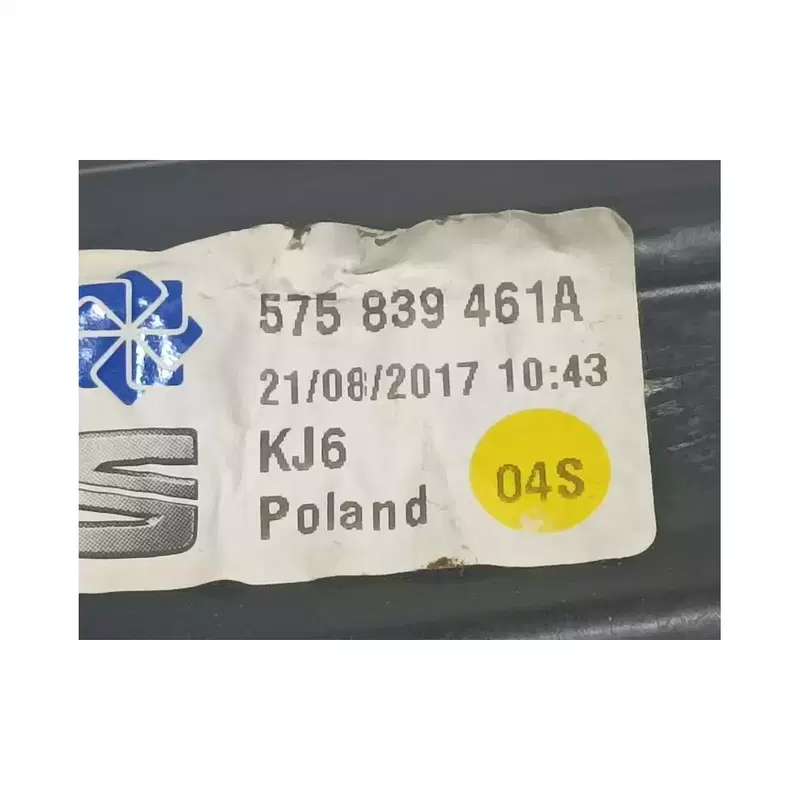 575 839 461A
21/08/2017 10:43
KJ6
04S
Poland